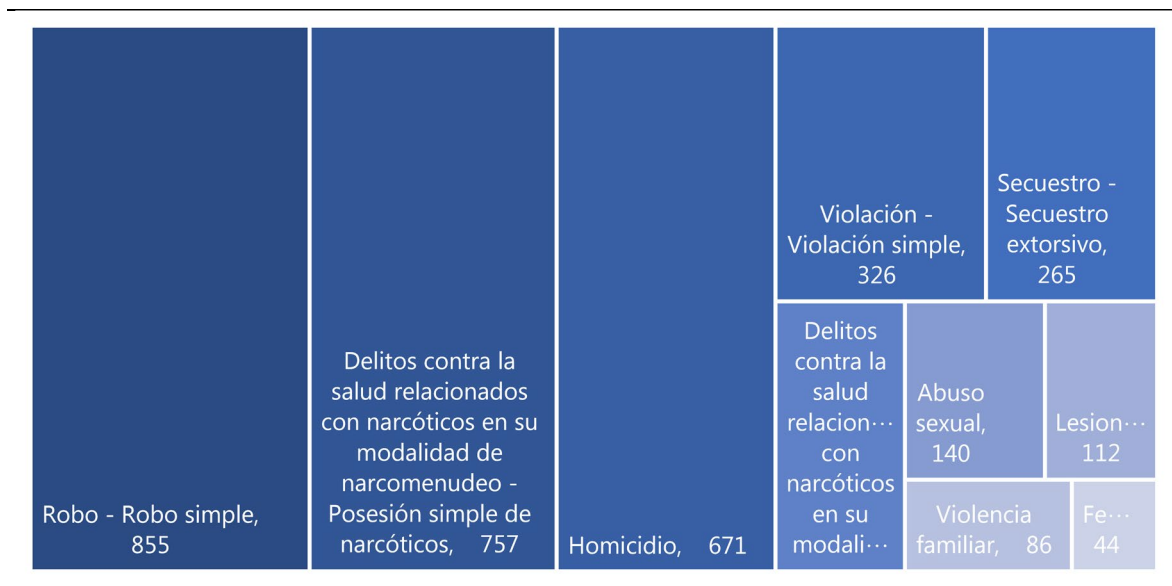 Robo - Robo simple,
855
Delitos contra la
salud relacionados
con narcóticos en su
modalidad de
narcomenudeo -
Posesión simple de
narcóticos, 757
Homicidio, 671
Violación -
Violación simple,
326
Secuestro -
Secuestro
extorsivo,
265
Delitos
contra la
salud
relacion···
con
narcóticos
en su
modali···
Abuso
sexual,
140
Lesion···
112
Violencia
familiar, 86
Fe···
44